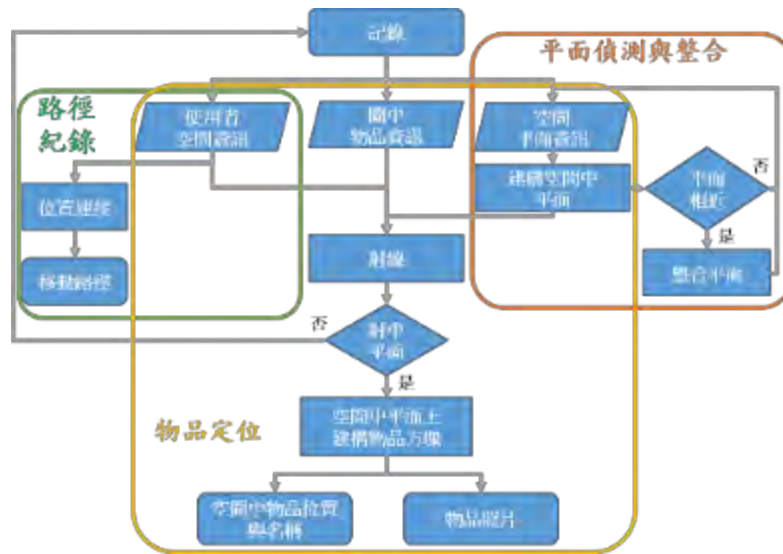 記錄
平面偵測與整合
路徑
紀錄
使用者
空間資訊
圖中
物品資訊
空間
平面資訊
位置連接
建構空間中
平面
平面
相近
否
是
移動路徑
射線
整合平面
否
射中
平面
是
物品定位
空間中平面上
建構物品方塊
空間中物品位置
與名稱
物品照片